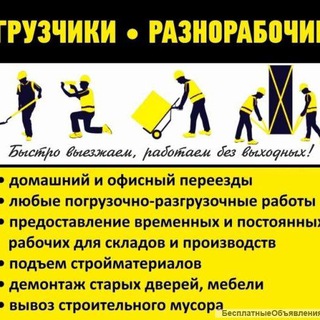 ГРУЗЧИКИ • РАЗНОРАБОЧИЕ
Быстро выезжаем, работаем без выходных!
• домашний и офисный переезды
• любые погрузочно-разгрузочные работы
• предоставление временных и постоянных
рабочих для складов и производств
• подъем стройматериалов
• демонтаж старых дверей, мебели
• вывоз строительного мусора
БесплатныеОбъявления